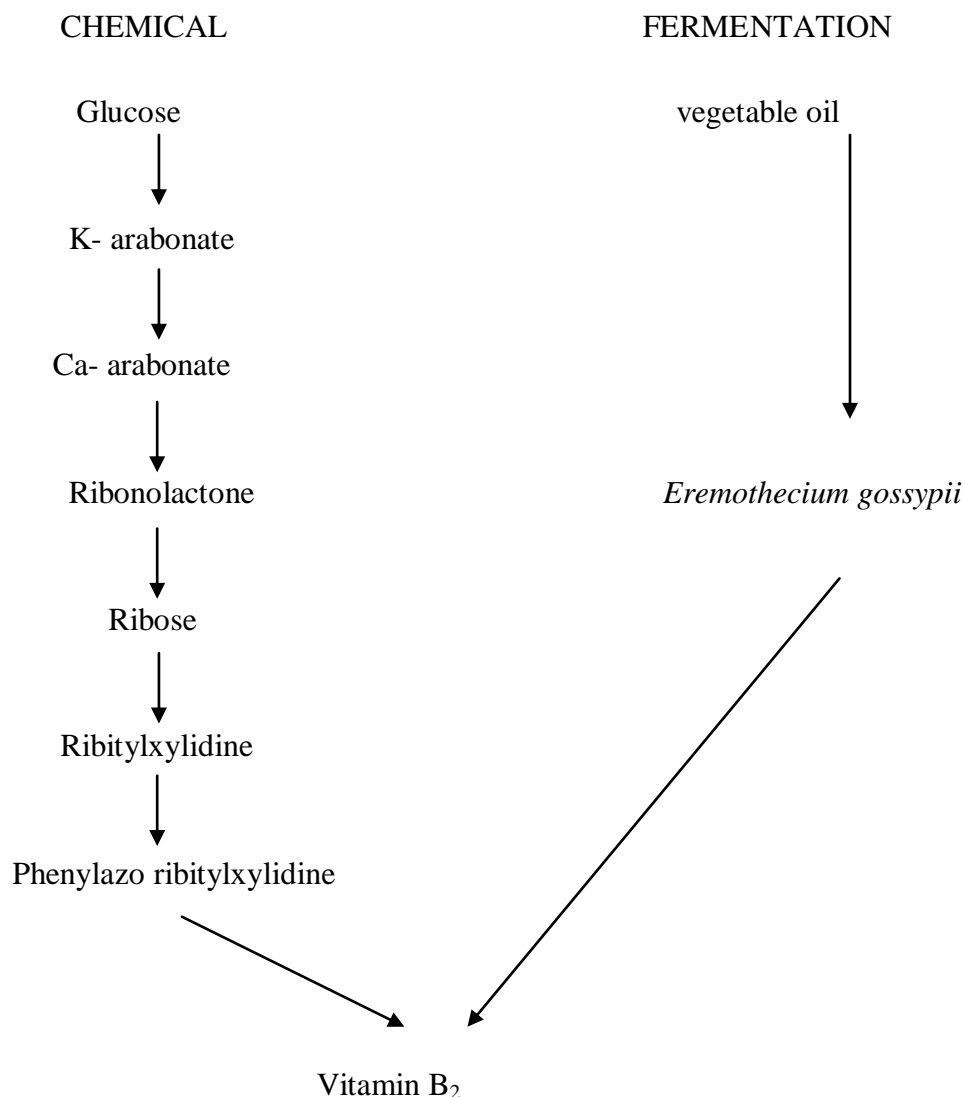 CHEMICAL
FERMENTATION
Glucose
vegetable oil
K- arabonate
Ca- arabonate
Ribonolactone
Eremothecium gossypii
Ribose
Ribitylxylidine
Phenylazo ribitylxylidine
Vitamin B₂